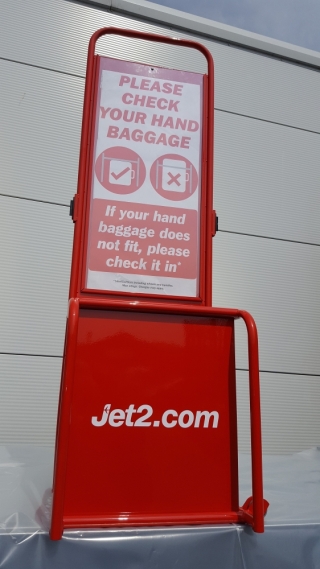 PLEASE
CHECK
YOUR HAND
BAGGAGE
If your hand
baggage does
not fit, please
check it in*
Jet2.com